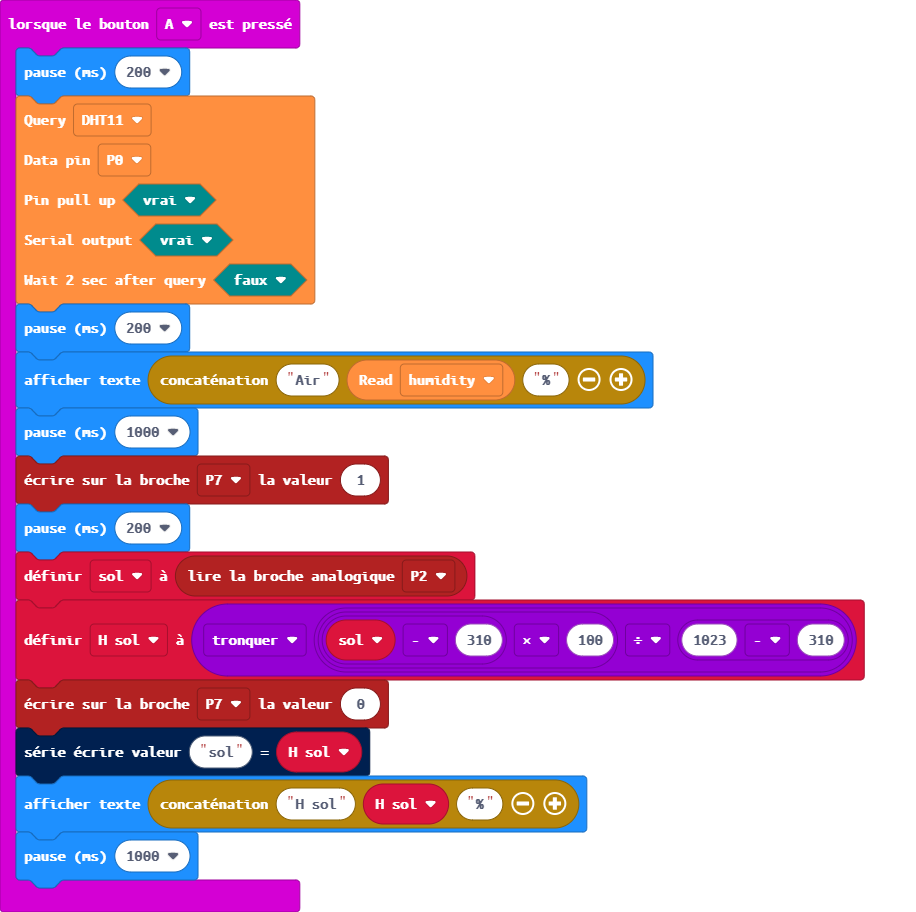 lorsque le bouton A est pressé
pause (ms) 200
Query DHT11
Data pin P0
Pin pull up vrai
Serial output vrai
Wait 2 sec after query faux
pause (ms) 200
afficher texte concaténation "Air" Read humidity "%"
pause (ms) 1000
écrire sur la broche P7 la valeur 1
pause (ms) 200
définir sol à lire la broche analogique P2
définir H sol à tronquer sol - 310 × 100 ÷ 1023 - 310
écrire sur la broche P7 la valeur 0
série écrire valeur "sol" = H sol
afficher texte concaténation "H sol" H sol "%"
pause (ms) 1000